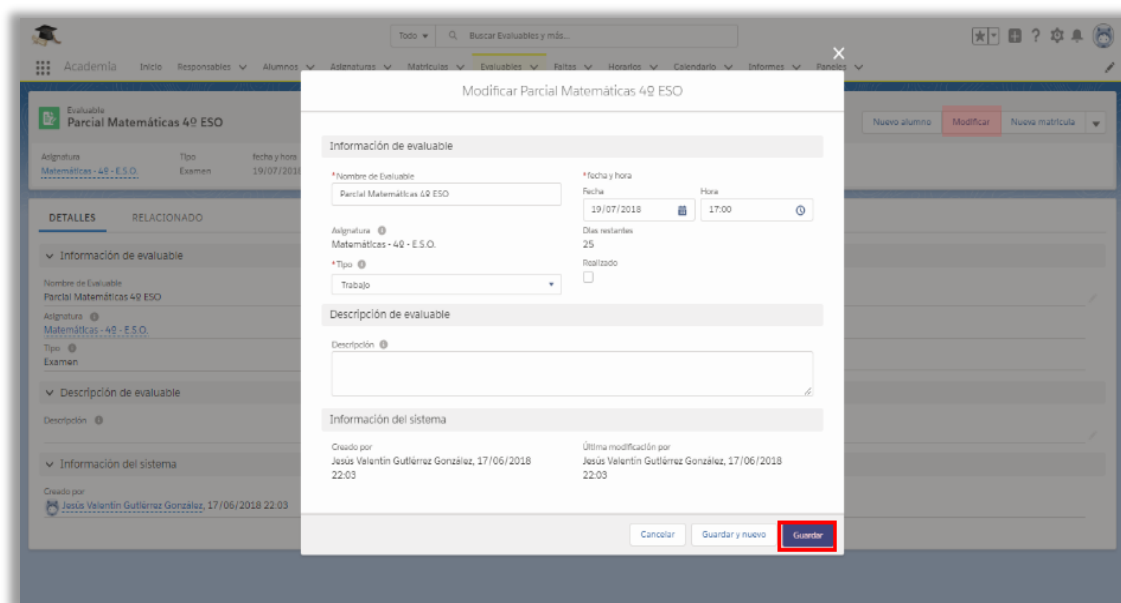 Todo
Buscar Evaluables y más...
Academia
Inicio
Responsables
Alumnos
Asignaturas
Matrículas
Evaluables
Faltas
Horarios
Calendario
Informes
Paneles
Modificar Parcial Matemáticas 4º ESO
Evaluable
Parcial Matemáticas 4º ESO
Nuevo alumno
Modificar
Nueva matrícula
Asignatura
Tipo
fecha y hora
Matemáticas - 4º - E.S.O.
Examen
19/07/2018
DETALLES
RELACIONADO
Información de evaluable
Nombre de Evaluable
Parcial Matemáticas 4º ESO
Asignatura
Matemáticas - 4º - E.S.O.
Tipo
Examen
Descripción de evaluable
Descripción
Información del sistema
Creado por
Jesús Valentín Gutiérrez González, 17/06/2018 22:03
Información de evaluable
*Nombre de Evaluable
Parcial Matemáticas 4º ESO
*fecha y hora
Fecha
Hora
19/07/2018
17:00
Asignatura
Matemáticas - 4º - E.S.O.
Días restantes
25
*Tipo
Trabajo
Realizado
Descripción de evaluable
Descripción
Información del sistema
Creado por
Jesús Valentín Gutiérrez González, 17/06/2018
22:03
Última modificación por
Jesús Valentín Gutiérrez González, 17/06/2018
22:03
Cancelar
Guardar y nuevo
Guardar